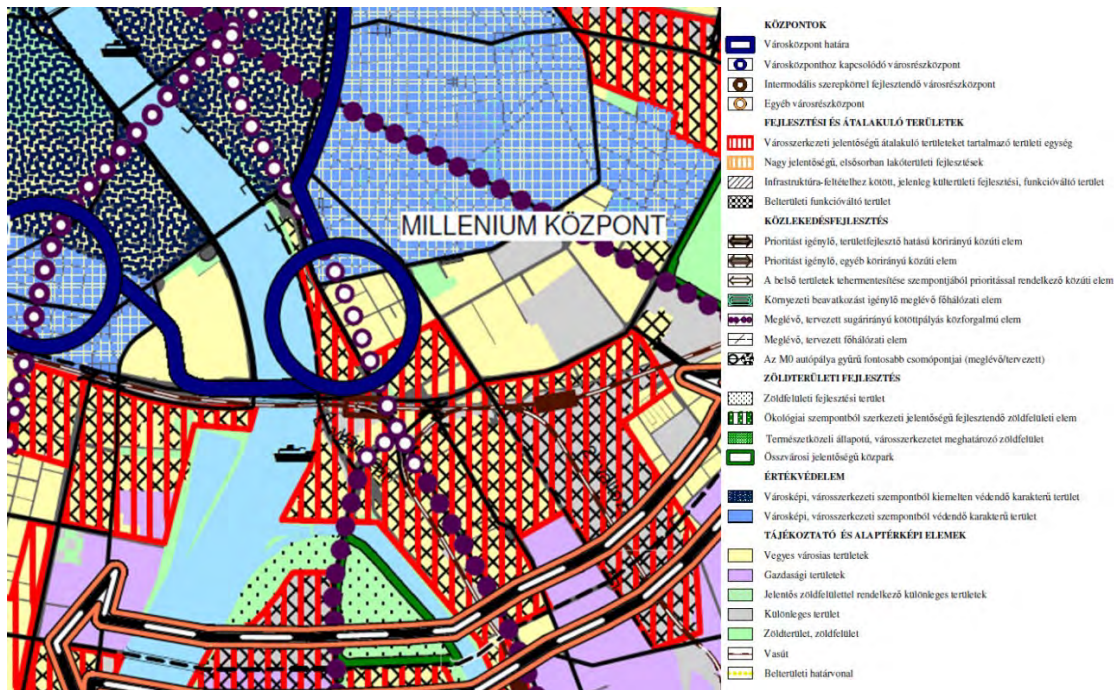 MILLENIUM KÖZPONT
KÖZPONTOK
Városközpont határa
Városközponthoz kapcsolódó városrészközpont
Intermodális szerepkörrel fejlesztendő városrészközpont
Egyéb városrészközpont
FEJLESZTÉSI ÉS ÁTALAKULÓ TERÜLETEK
Városszerkezeti jelentőségű átalakuló területeket tartalmazó területi egység
Nagy jelentőségű, elsősorban lakóterületi fejlesztések
Infrastruktúra-feltételhez kötött, jelenleg külterületi fejlesztési, funkcióváltó terület
Belterületi funkcióváltó terület
KÖZLEKEDÉSFEJLESZTÉS
Prioritást igénylő, területfejlesztő hatású körirányú közúti elem
Prioritást igénylő, egyéb körirányú közúti elem
A belső területek tehermentesítése szempontjából prioritással rendelkező közúti elem
Környezeti beavatkozást igénylő meglévő főhálózati elem
Meglévő, tervezett sugárirányú kötöttpályás közforgalmú elem
Meglévő, tervezett főhálózati elem
Az M0 autópálya gyűrű fontosabb csomópontjai (meglévő/tervezett)
ZÖLDTERÜLETI FEJLESZTÉS
Zöldfelületi fejlesztési terület
Ökológiai szempontból szerkezeti jelentőségű fejlesztendő zöldfelületi elem
Természetközeli állapotú, városszerkezetet meghatározó zöldfelület
Összvárosi jelentőségű közpark
ÉRTÉKVÉDELEM
Városképi, városszerkezeti szempontból kiemelten védendő karakterű terület
Városképi, városszerkezeti szempontból védendő karakterű terület
TÁJÉKOZTATÓ ÉS ALAPTÉRKÉPI ELEMEK
Vegyes városias területek
Gazdasági területek
Jelentős zöldfelülettel rendelkező különleges területek
Különleges terület
Zöldterület, zöldfelület
Vasút
Belterületi határvonal